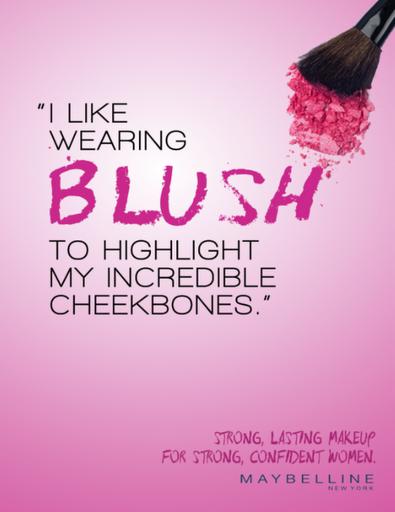 "I LIKE
WEARING
BLUSH
TO HIGHLIGHT
MY INCREDIBLE
CHEEKBONES."
STRONG, LASTING MAKEUP
FOR STRONG, CONFIDENT WOMEN.
MAYBELLINE
NEW YORK